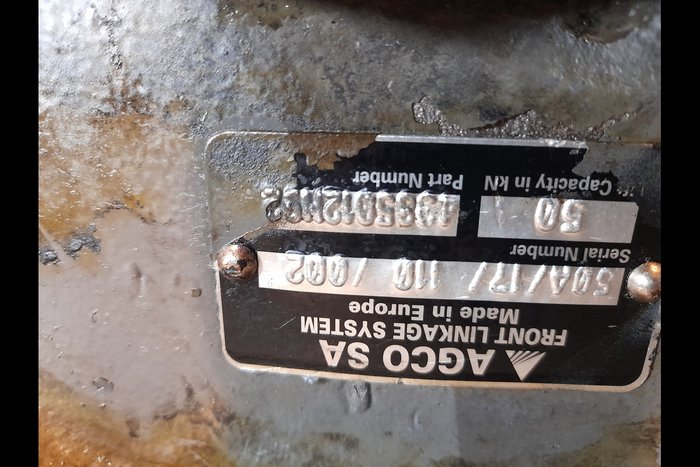 AGCO SA
FRONT LINKAGE SYSTEM
Made in Europe
Serial Number
50A/17/ 110 /002
50
Capacity in kN Part Number